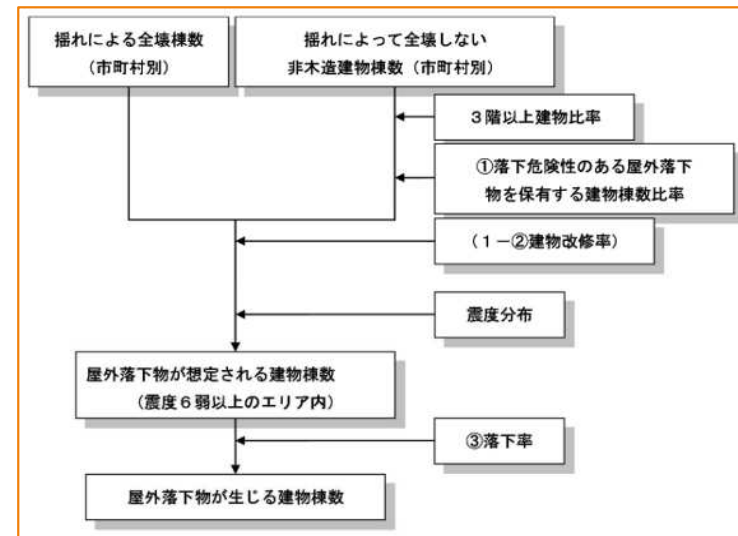 揺れによる全壊棟数
（市町村別）
揺れによって全壊しない
非木造建物棟数（市町村別）
３階以上建物比率
①落下危険性のある屋外落下
物を保有する建物棟数比率
（１－②建物改修率）
震度分布
屋外落下物が想定される建物棟数
（震度６弱以上のエリア内）
③落下率
屋外落下物が生じる建物棟数